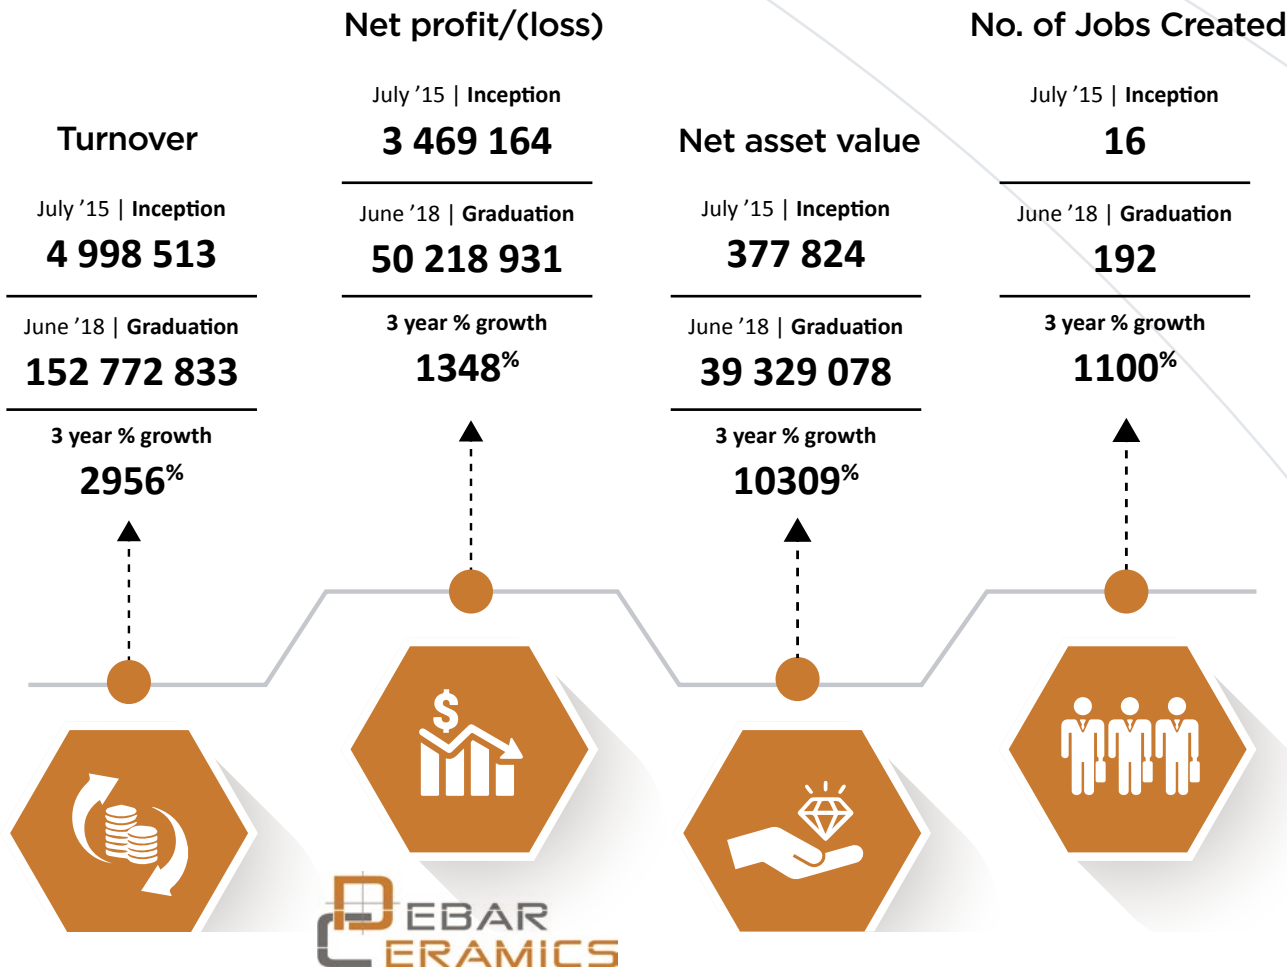 Turnover
July ’15 | Inception
4 998 513
June ’18 | Graduation
152 772 833
3 year % growth
2956%
Net profit/(loss)
July ’15 | Inception
3 469 164
June ’18 | Graduation
50 218 931
3 year % growth
1348%
Net asset value
July ’15 | Inception
377 824
June ’18 | Graduation
39 329 078
3 year % growth
10309%
No. of Jobs Created
July ’15 | Inception
16
June ’18 | Graduation
192
3 year % growth
1100%
$
DEBAR
CERAMICS